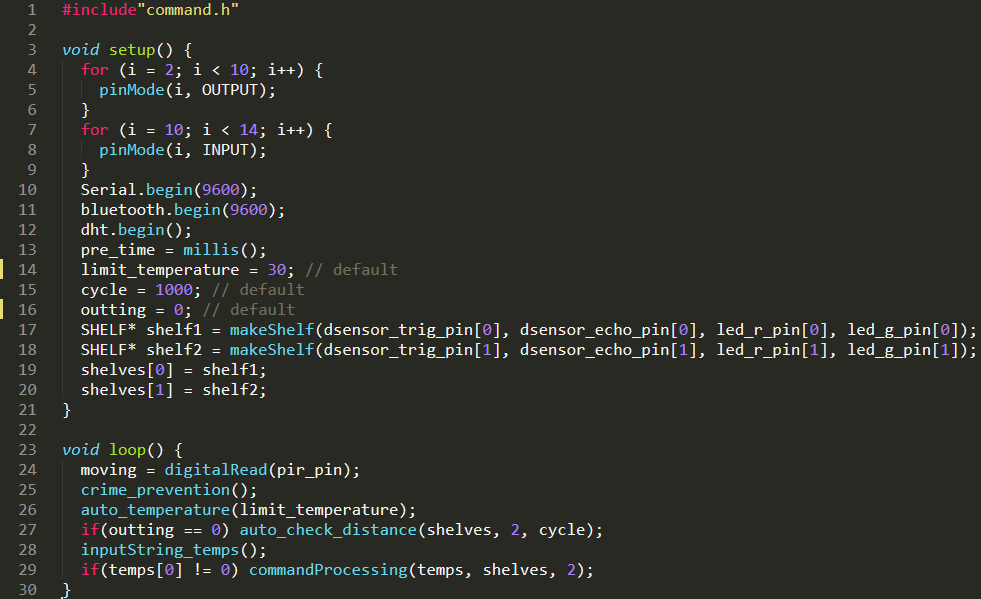 1 #include"command.h"
2
3 void setup() {
4   for (i = 2; i < 10; i++) {
5     pinMode(i, OUTPUT);
6   }
7   for (i = 10; i < 14; i++) {
8     pinMode(i, INPUT);
9   }
10   Serial.begin(9600);
11   bluetooth.begin(9600);
12   dht.begin();
13   pre_time = millis();
14   limit_temperature = 30; // default
15   cycle = 1000; // default
16   outting = 0; // default
17   SHELF* shelf1 = makeShelf(dsensor_trig_pin[0], dsensor_echo_pin[0], led_r_pin[0], led_g_pin[0]);
18   SHELF* shelf2 = makeShelf(dsensor_trig_pin[1], dsensor_echo_pin[1], led_r_pin[1], led_g_pin[1]);
19   shelves[0] = shelf1;
20   shelves[1] = shelf2;
21 }
22
23 void loop() {
24   moving = digitalRead(pir_pin);
25   crime_prevention();
26   auto_temperature(limit_temperature);
27   if(outting == 0) auto_check_distance(shelves, 2, cycle);
28   inputString_temps();
29   if(temps[0] != 0) commandProcessing(temps, shelves, 2);
30 }